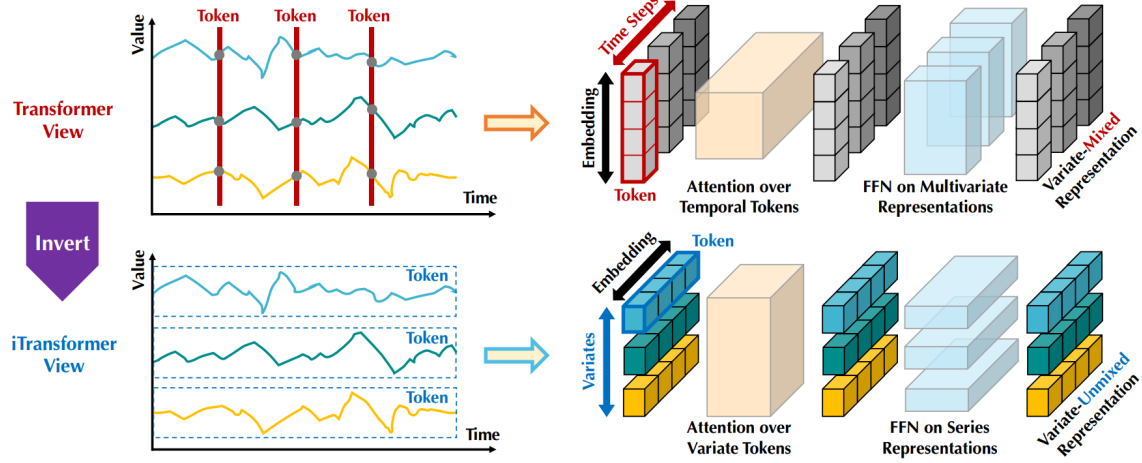 Token
Token
Token
Value
Time
Transformer
View
Time Steps
Embedding
Token
Attention over
Temporal Tokens
FFN on Multivariate
Representations
Variate-Mixed
Representation
Invert
Value
Token
Token
Token
Time
iTransformer
View
Embedding
Token
Variates
Attention over
Variate Tokens
FFN on Series
Representations
Variate-Unmixed
Representation